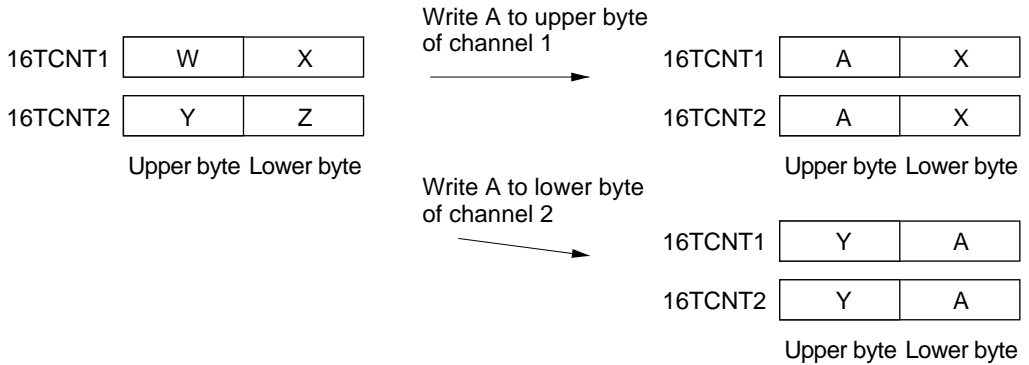 Write A to upper byte
of channel 1
16TCNT1 W X
16TCNT2 Y Z
Upper byte Lower byte
16TCNT1 A X
16TCNT2 A X
Upper byte Lower byte
Write A to lower byte
of channel 2
16TCNT1 Y A
16TCNT2 Y A
Upper byte Lower byte